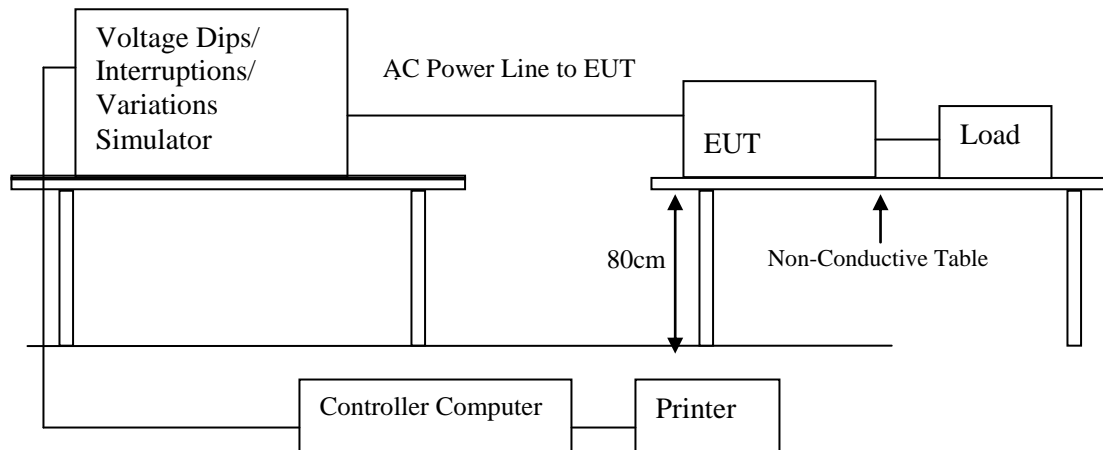 Voltage Dips/
Interruptions/
Variations
Simulator
AC Power Line to EUT
EUT
Load
80cm
Non-Conductive Table
Controller Computer
Printer